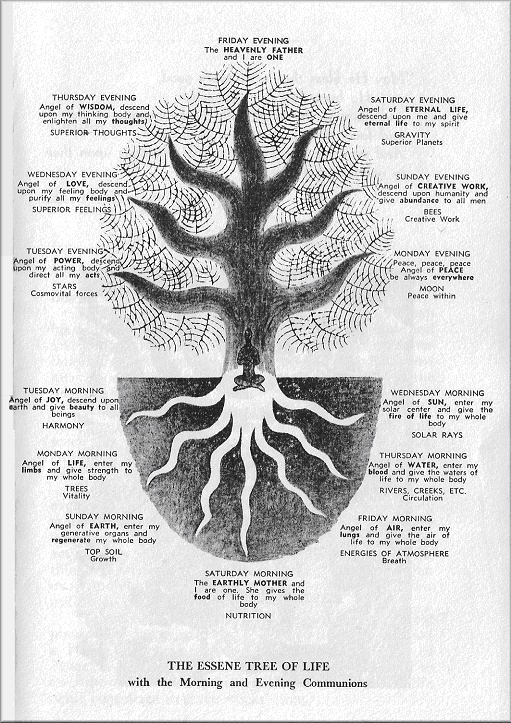 FRIDAY EVENING
The HEAVENLY FATHER
and I are ONE
THURSDAY EVENING
Angel of WISDOM, descend
upon my thinking body and
enlighten all my thoughts)
SUPERIOR THOUGHTS
SATURDAY EVENING
Angel of ETERNAL LIFE,
descend upon me and give
eternal life to my spirit
GRAVITY
Superior Planets
WEDNESDAY EVENING
Angel of LOVE, descend
upon my feeling body and
purify all my feelings
SUPERIOR FEELINGS
SUNDAY EVENING
Angel of CREATIVE WORK,
descend upon humanity and
give abundance to all men
BEES
Creative Work
TUESDAY EVENING
Angel of POWER, descend
upon my acting body and
direct all my acts
STARS
Cosmovital forces
MONDAY EVENING
Peace, peace, peace
Angel of PEACE
be always everywhere
MOON
Peace within
TUESDAY MORNING
Angel of JOY, descend upon
earth and give beauty to all
beings
HARMONY
WEDNESDAY MORNING
Angel of SUN, enter my
solar center and give the
fire of life to my whole
body
SOLAR RAYS
MONDAY MORNING
Angel of LIFE, enter my
limbs and give strength to
my whole body
TREES
Vitality
THURSDAY MORNING
Angel of WATER, enter my
blood and give the waters of
life to my whole body
RIVERS, CREEKS, ETC.
Circulation
SUNDAY MORNING
Angel of EARTH, enter my
generative organs and
regenerate my whole body
TOP SOIL
Growth
FRIDAY MORNING
Angel of AIR, enter my
lungs and give the air of
life to my whole body
ENERGIES OF ATMOSPHERE
Breath
SATURDAY MORNING
The EARTHLY MOTHER and
I are one. She gives the
food of life to my whole
body
NUTRITION
THE ESSENE TREE OF LIFE
with the Morning and Evening Communions